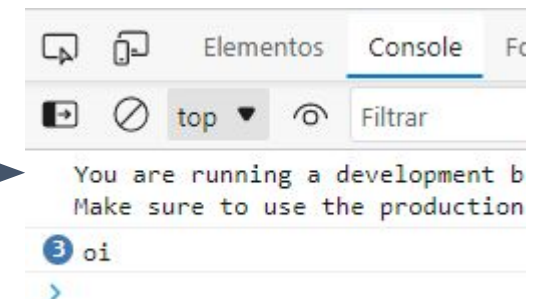 Elementos Console
top Filtrar
You are running a development
Make sure to use the production
3 oi